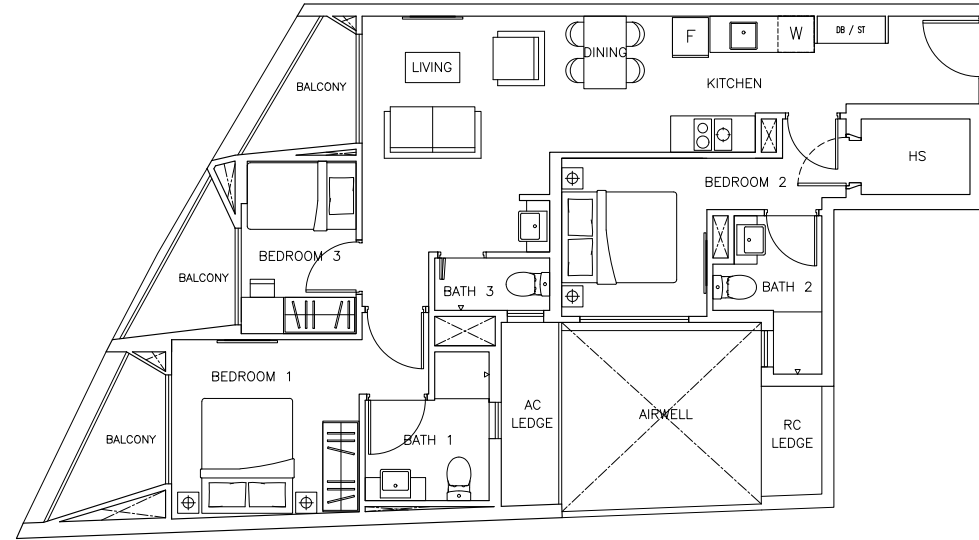 F
W
DB / ST
DINING
LIVING
KITCHEN
BALCONY
HS
BEDROOM 2
BEDROOM 3
BALCONY
BATH 3
BATH 2
BEDROOM 1
AC
LEDGE
AIRWELL
RC
LEDGE
BALCONY
BATH 1